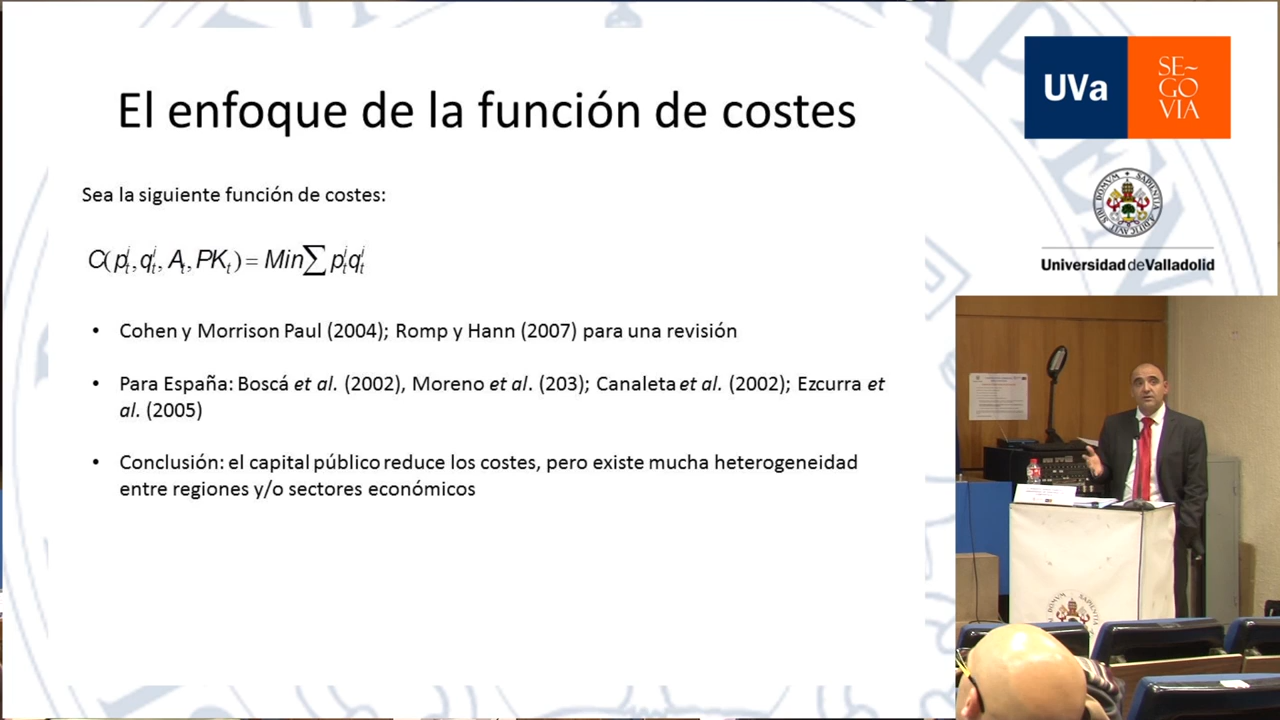 El enfoque de la función de costes
Sea la siguiente función de costes:
C(p_t^i, q_t^i, A_t, PK_t) = Min∑ p_t^i q_t^i
• Cohen y Morrison Paul (2004); Romp y Hann (2007) para una revisión
• Para España: Boscá et al. (2002), Moreno et al. (203); Canaleta et al. (2002); Ezcurra et
al. (2005)
• Conclusión: el capital público reduce los costes, pero existe mucha heterogeneidad
entre regiones y/o sectores económicos
UVa
SE~
GO
VIA
Universidad de Valladolid